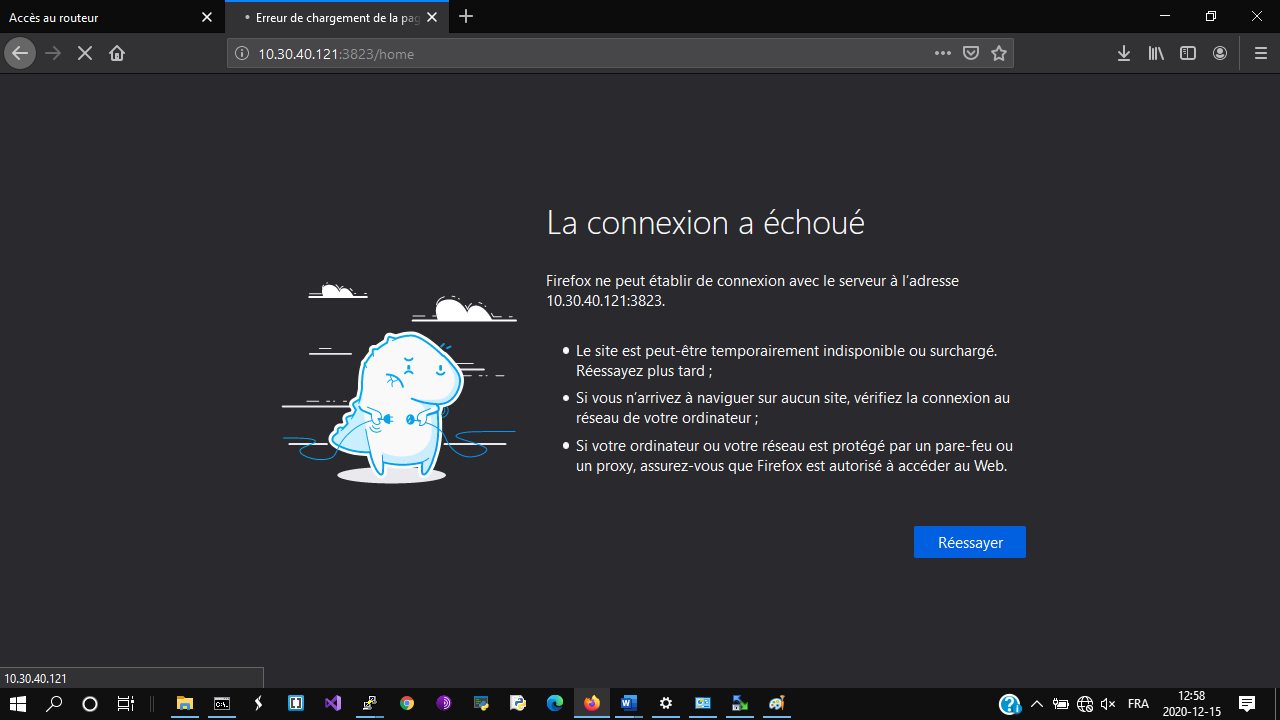 Accès au routeur
Erreur de chargement de la pag
10.30.40.121:3823/home
La connexion a échoué
Firefox ne peut établir de connexion avec le serveur à l’adresse
10.30.40.121:3823.
Le site est peut-être temporairement indisponible ou surchargé.
Réessayez plus tard ;
Si vous n’arrivez à naviguer sur aucun site, vérifiez la connexion au
réseau de votre ordinateur ;
Si votre ordinateur ou votre réseau est protégé par un pare-feu ou
un proxy, assurez-vous que Firefox est autorisé à accéder au Web.
Réessayer
10.30.40.121
FRA
12:58
2020-12-15